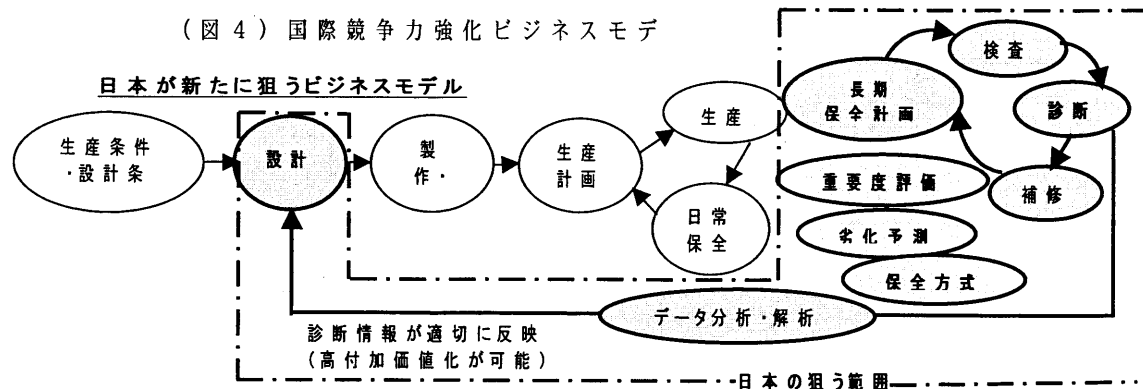 (図４) 国際競争力強化ビジネスモデ
日本が新たに狙うビジネスモデル
生産条件
・設計条
設計
製
作・
生産
計画
生産
日常
保全
長期
保全計画
検査
診断
補修
重要度評価
劣化予測
保全方式
データ分析・解析
診断情報が適切に反映
(高付加価値化が可能)
日本の狙う範囲